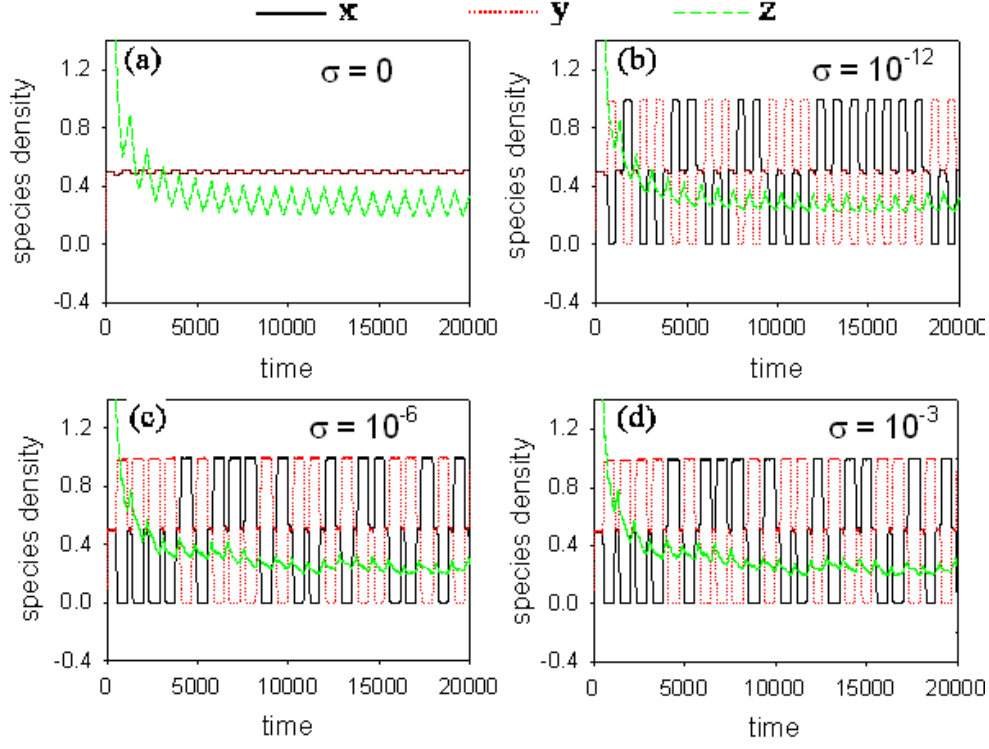 x y z
(a) σ = 0
1.2
0.8
0.4
0.0
-0.4
species density
0 5000 10000 15000 20000
time
(b) σ = 10⁻¹²
1.2
0.8
0.4
0.0
-0.4
species density
0 5000 10000 15000 20000
time
(c) σ = 10⁻⁶
1.2
0.8
0.4
0.0
-0.4
species density
0 5000 10000 15000 20000
time
(d) σ = 10⁻³
1.2
0.8
0.4
0.0
-0.4
species density
0 5000 10000 15000 20000
time